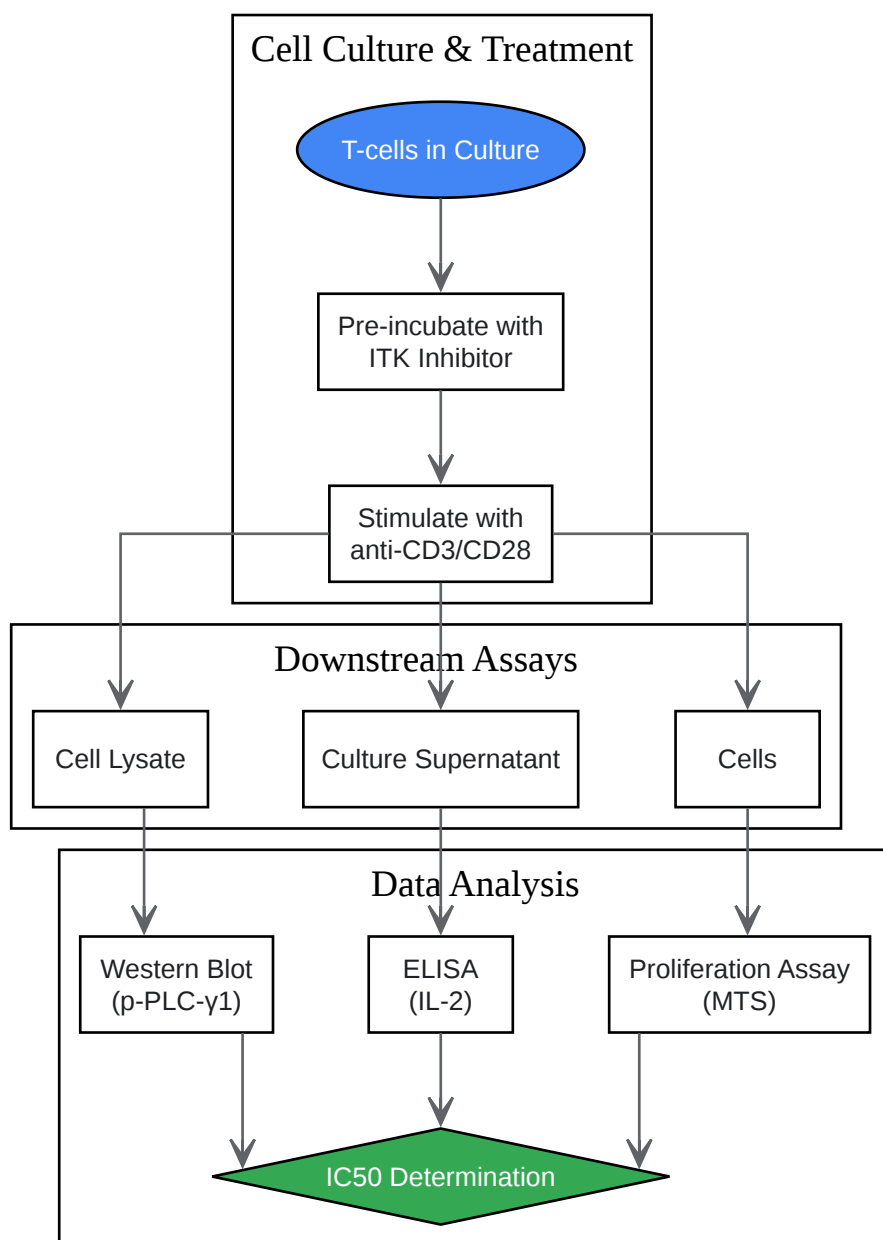 Cell Culture & Treatment
T-cells in Culture
Pre-incubate with
ITK Inhibitor
Stimulate with
anti-CD3/CD28
Downstream Assays
Cell Lysate
Culture Supernatant
Cells
Data Analysis
Western Blot
(p-PLC-γ1)
ELISA
(IL-2)
Proliferation Assay
(MTS)
IC50 Determination